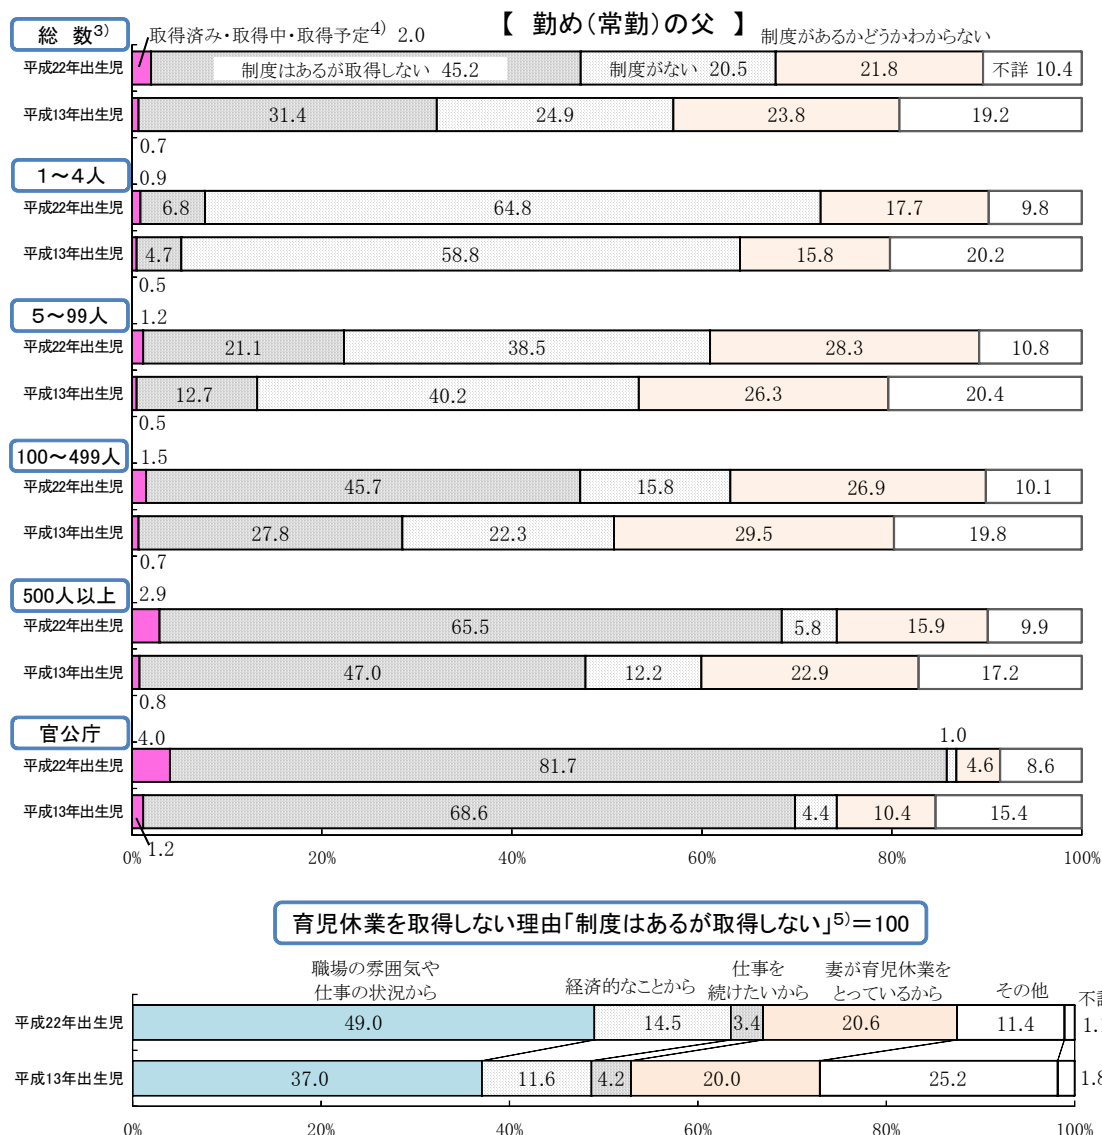 【 勤め(常勤)の父 】
総 数3)
取得済み・取得中・取得予定4) 2.0
制度があるかどうかわからない
平成22年出生児 制度はあるが取得しない 45.2 制度がない 20.5 21.8 不詳 10.4
平成13年出生児 31.4 24.9 23.8 19.2
0.7
1～4人
0.9
平成22年出生児 6.8 64.8 17.7 9.8
平成13年出生児 4.7 58.8 15.8 20.2
0.5
5～99人
1.2
平成22年出生児 21.1 38.5 28.3 10.8
平成13年出生児 12.7 40.2 26.3 20.4
0.5
100～499人
1.5
平成22年出生児 45.7 15.8 26.9 10.1
平成13年出生児 27.8 22.3 29.5 19.8
0.7
500人以上
2.9
平成22年出生児 65.5 5.8 15.9 9.9
平成13年出生児 47.0 12.2 22.9 17.2
0.8
官公庁
4.0 1.0
平成22年出生児 81.7 4.6 8.6
平成13年出生児 68.6 4.4 10.4 15.4
1.2
0% 20% 40% 60% 80% 100%
育児休業を取得しない理由「制度はあるが取得しない」5)＝100
職場の雰囲気や
仕事の状況から
経済的なことから
仕事を
続けたいから
妻が育児休業を
とっているから
その他
不詳
平成22年出生児 49.0 14.5 3.4 20.6 11.4 1.
平成13年出生児 37.0 11.6 4.2 20.0 25.2 1.8
0% 20% 40% 60% 80% 100%